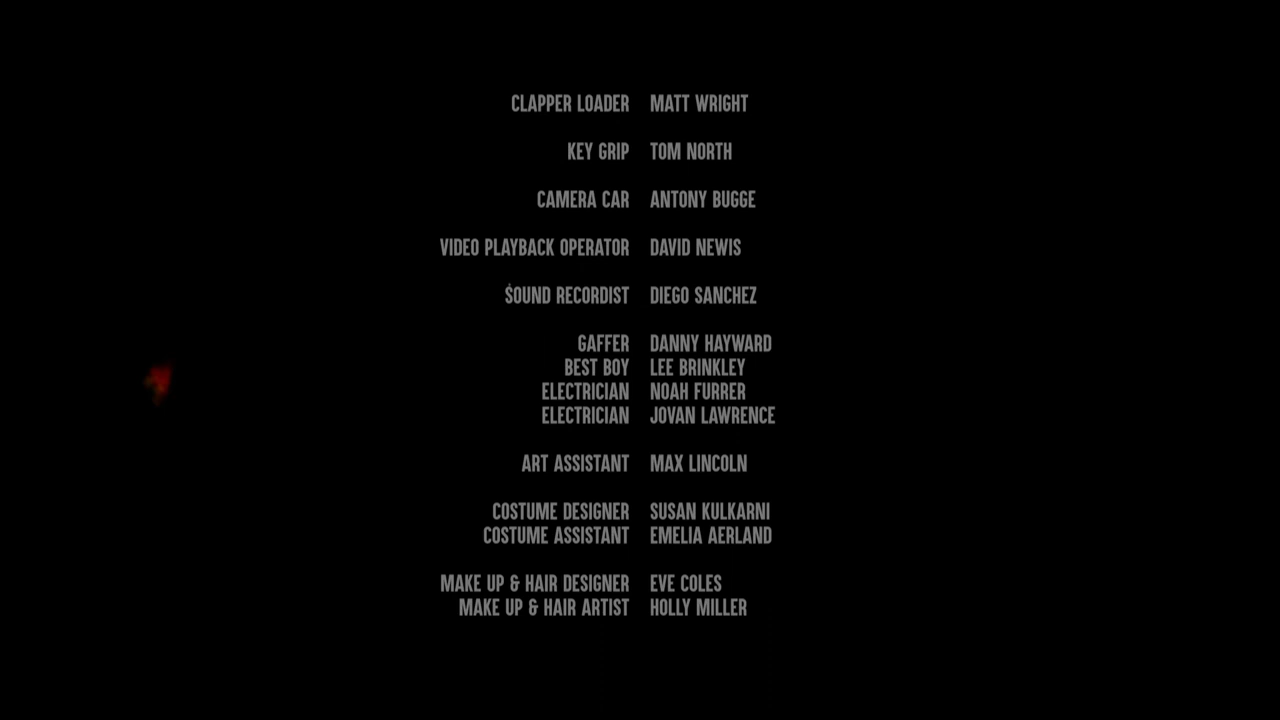 CLAPPER LOADER MATT WRIGHT
KEY GRIP TOM NORTH
CAMERA CAR ANTONY BUGGE
VIDEO PLAYBACK OPERATOR DAVID NEWIS
SOUND RECORDIST DIEGO SANCHEZ
GAFFER DANNY HAYWARD
BEST BOY LEE BRINKLEY
ELECTRICIAN NOAH FURRER
ELECTRICIAN JOVAN LAWRENCE
ART ASSISTANT MAX LINCOLN
COSTUME DESIGNER SUSAN KULKARNI
COSTUME ASSISTANT EMELIA AERLAND
MAKE UP & HAIR DESIGNER EVE COLES
MAKE UP & HAIR ARTIST HOLLY MILLER